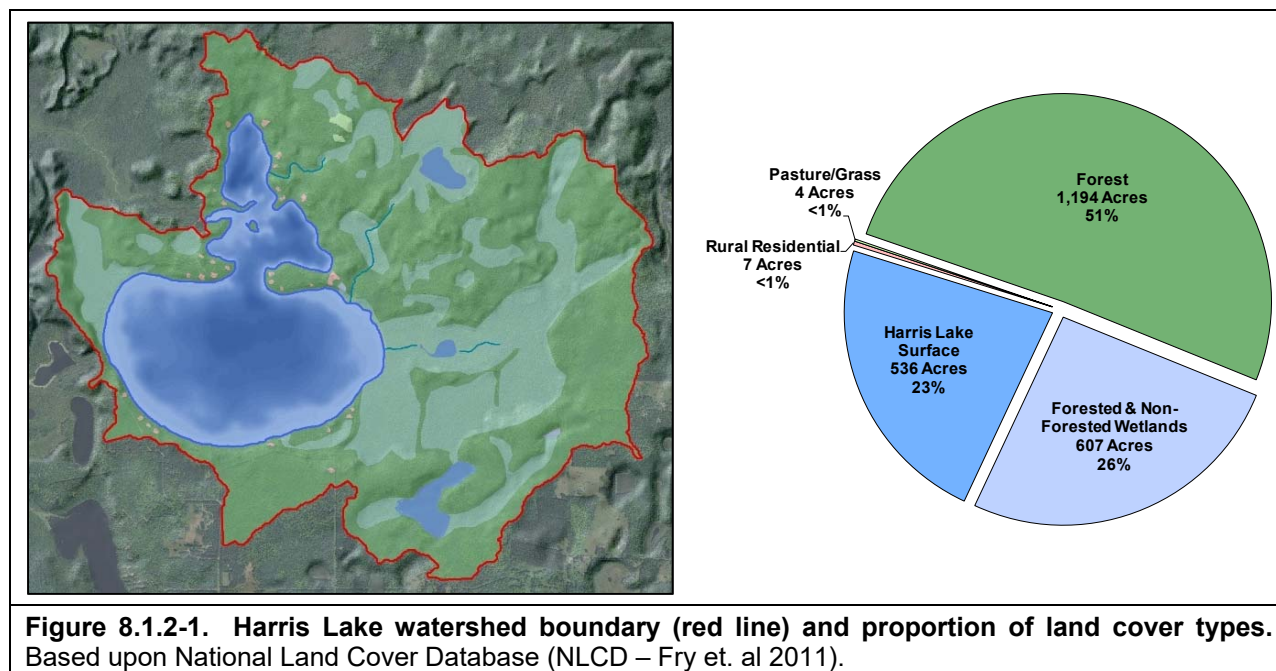 Forest
1,194 Acres
51%
Pasture/Grass
4 Acres
<1%
Rural Residential
7 Acres
<1%
Harris Lake
Surface
536 Acres
23%
Forested & Non-
Forested Wetlands
607 Acres
26%
Figure 8.1.2-1. Harris Lake watershed boundary (red line) and proportion of land cover types.
Based upon National Land Cover Database (NLCD – Fry et. al 2011).